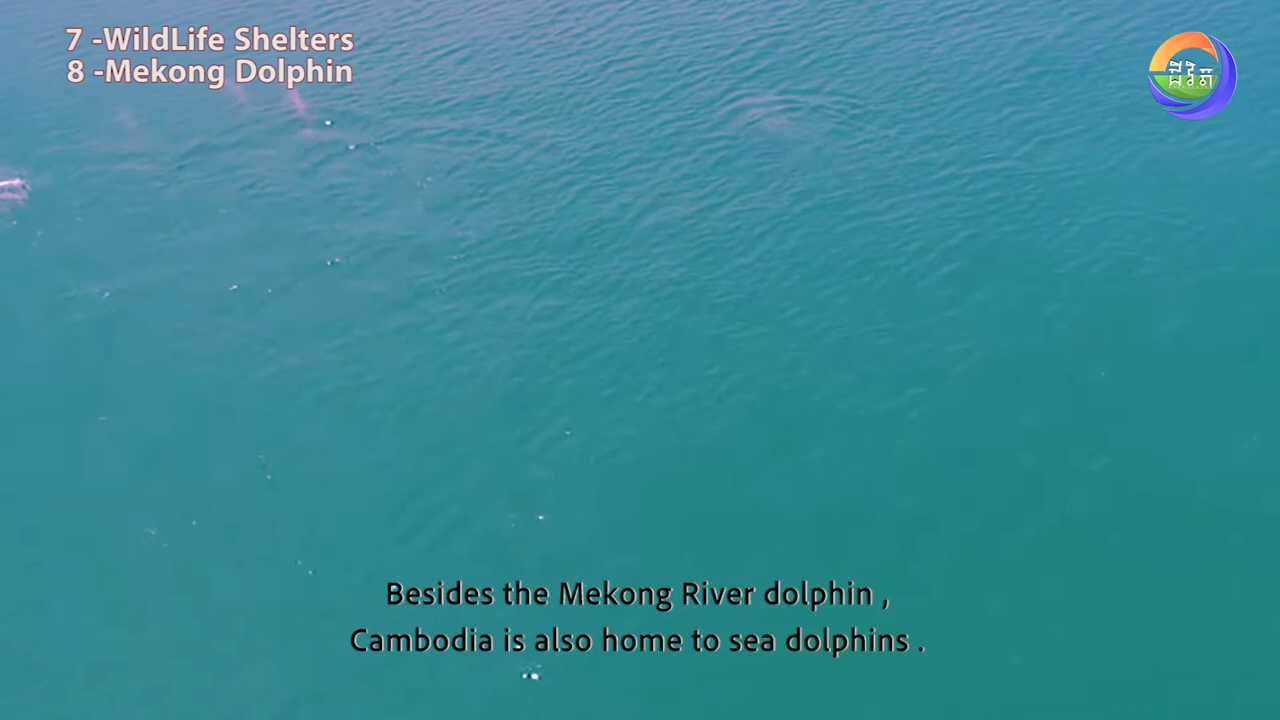 7 -WildLife Shelters
8 -Mekong Dolphin
Besides the Mekong River dolphin ,
Cambodia is also home to sea dolphins .